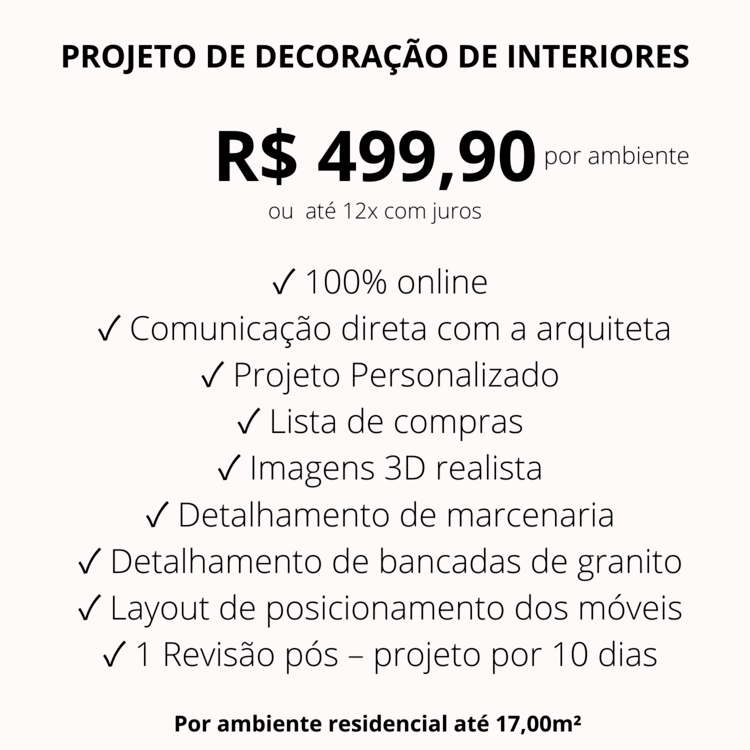 PROJETO DE DECORAÇÃO DE INTERIORES
R$ 499,90 por ambiente
ou até 12x com juros
✓ 100% online
✓ Comunicação direta com a arquiteta
✓ Projeto Personalizado
✓ Lista de compras
✓ Imagens 3D realista
✓ Detalhamento de marcenaria
✓ Detalhamento de bancadas de granito
✓ Layout de posicionamento dos móveis
✓ 1 Revisão pós – projeto por 10 dias
Por ambiente residencial até 17,00m²